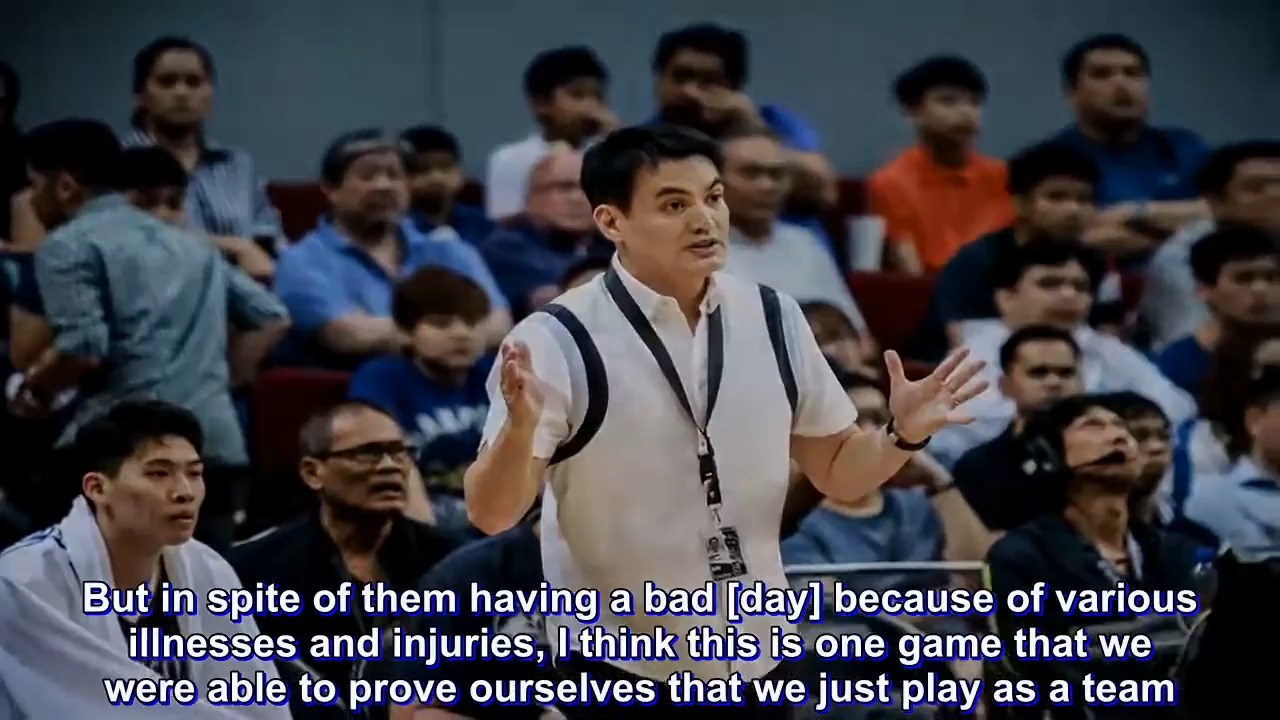 But in spite of them having a bad [day] because of various
illnesses and injuries, I think this is one game that we
were able to prove ourselves that we just play as a team